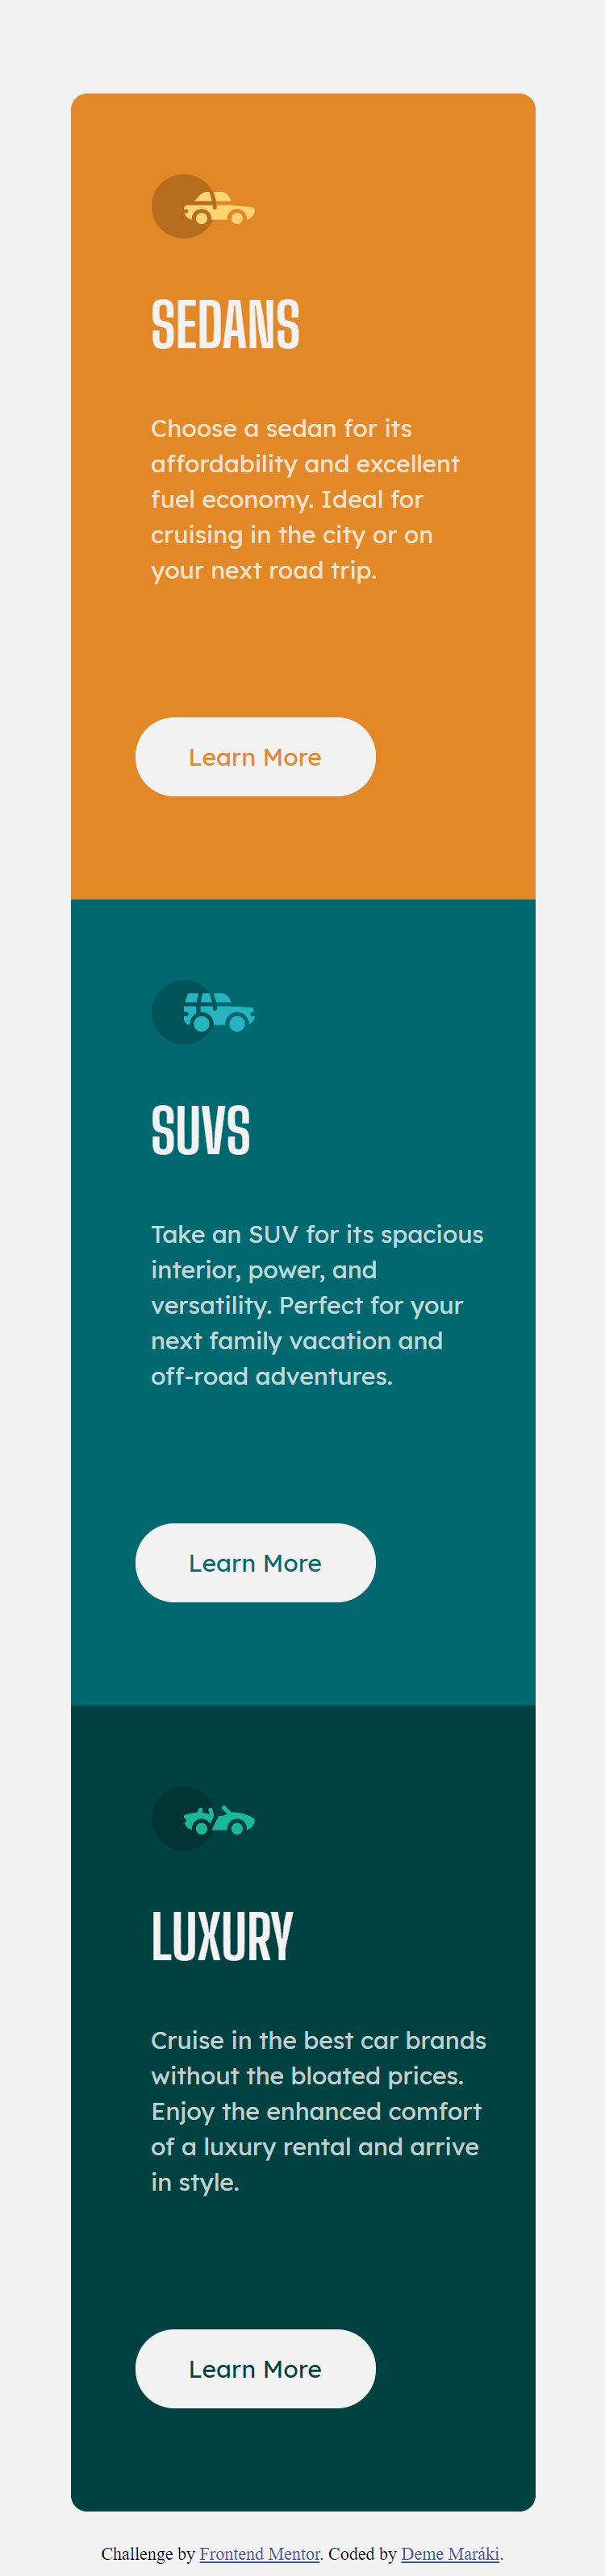 SEDANS
Choose a sedan for its
affordability and excellent
fuel economy. Ideal for
cruising in the city or on
your next road trip.
Learn More
SUVS
Take an SUV for its spacious
interior, power, and
versatility. Perfect for your
next family vacation and
off-road adventures.
Learn More
LUXURY
Cruise in the best car brands
without the bloated prices.
Enjoy the enhanced comfort
of a luxury rental and arrive
in style.
Learn More
Challenge by Frontend Mentor. Coded by Deme Maráki.